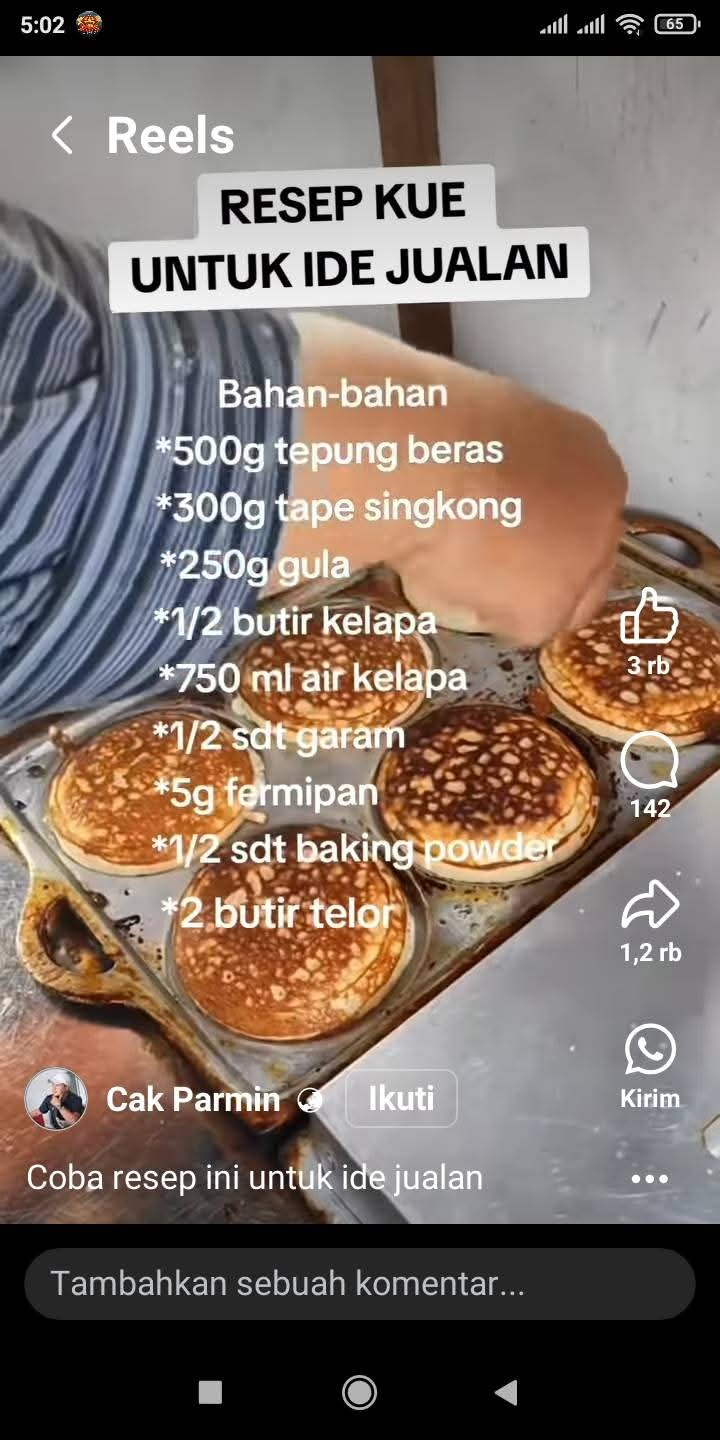 5:02
65
Reels
RESEP KUE
UNTUK IDE JUALAN
Bahan-bahan
*500g tepung beras
*300g tape singkong
*250g gula
*1/2 butir kelapa
*750 ml air kelapa
*1/2 sdt garam
*5g fermipan
*1/2 sdt baking powder
*2 butir telor
3 rb
142
1,2 rb
Kirim
Cak Parmin
Ikuti
Coba resep ini untuk ide jualan
Tambahkan sebuah komentar...